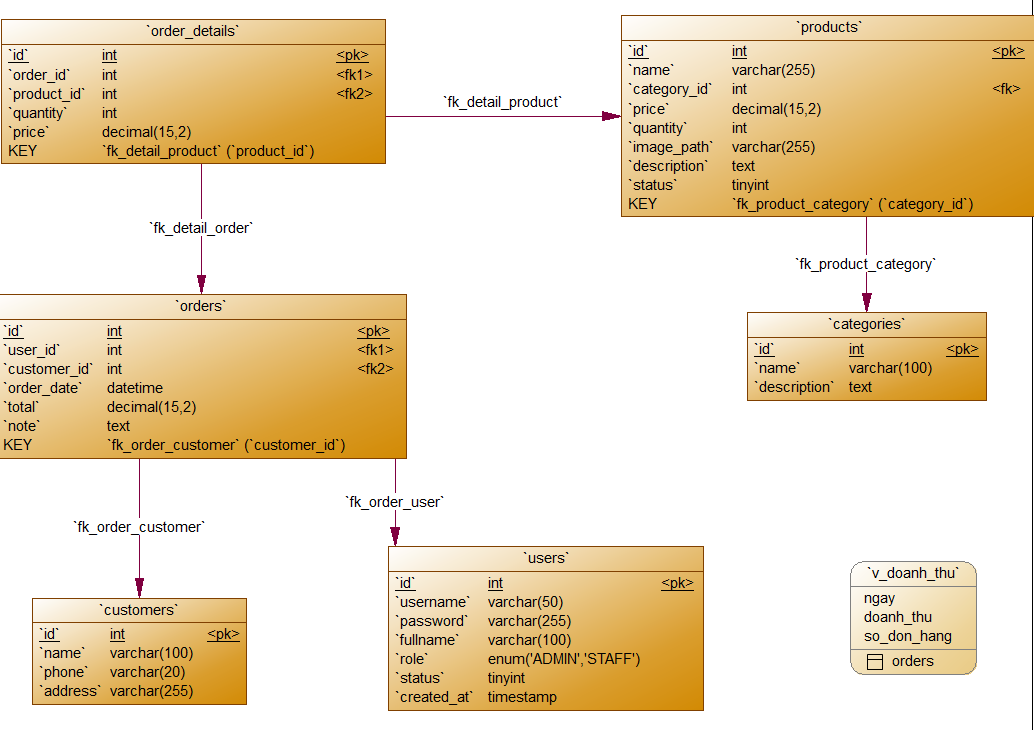 `order_details`
`id` int <pk>
`order_id` int <fk1>
`product_id` int <fk2>
`quantity` int
`price` decimal(15,2)
KEY `fk_detail_product` (`product_id`)
`fk_detail_product`
`products`
`id` int <pk>
`name` varchar(255)
`category_id` int <fk>
`price` decimal(15,2)
`quantity` int
`image_path` varchar(255)
`description` text
`status` tinyint
KEY `fk_product_category` (`category_id`)
`fk_detail_order`
`fk_product_category`
`orders`
`id` int <pk>
`user_id` int <fk1>
`customer_id` int <fk2>
`order_date` datetime
`total` decimal(15,2)
`note` text
KEY `fk_order_customer` (`customer_id`)
`categories`
`id` int <pk>
`name` varchar(100)
`description` text
`fk_order_customer`
`fk_order_user`
`customers`
`id` int <pk>
`name` varchar(100)
`phone` varchar(20)
`address` varchar(255)
`users`
`id` int <pk>
`username` varchar(50)
`password` varchar(255)
`fullname` varchar(100)
`role` enum('ADMIN','STAFF')
`status` tinyint
`created_at` timestamp
`v_doanh_thu`
ngay
doanh_thu
so_don_hang
orders